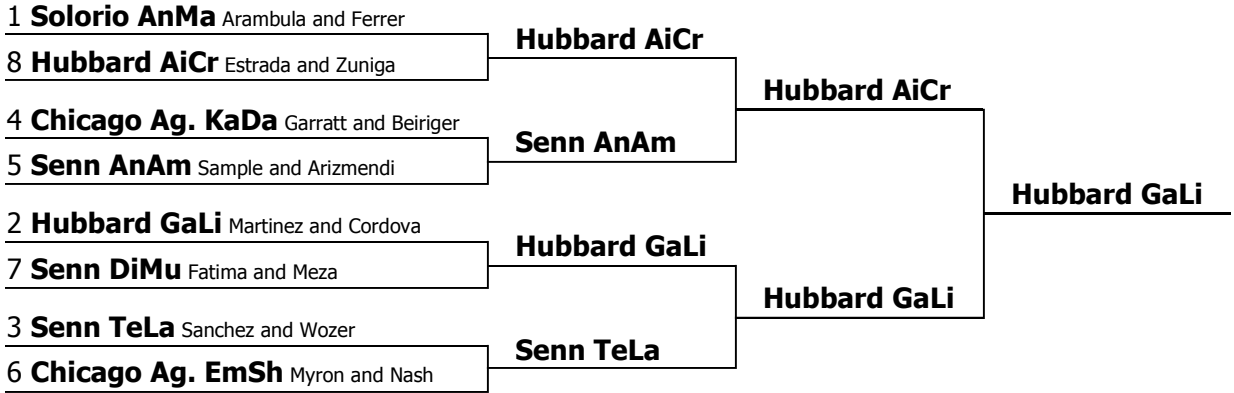 1 Solorio AnMa Arambula and Ferrer
Hubbard AiCr
8 Hubbard AiCr Estrada and Zuniga
Hubbard AiCr
4 Chicago Ag. KaDa Garratt and Beiriger
Senn AnAm
5 Senn AnAm Sample and Arizmendi
Hubbard GaLi
2 Hubbard GaLi Martinez and Cordova
Hubbard GaLi
7 Senn DiMu Fatima and Meza
Hubbard GaLi
3 Senn TeLa Sanchez and Wozer
Senn TeLa
6 Chicago Ag. EmSh Myron and Nash